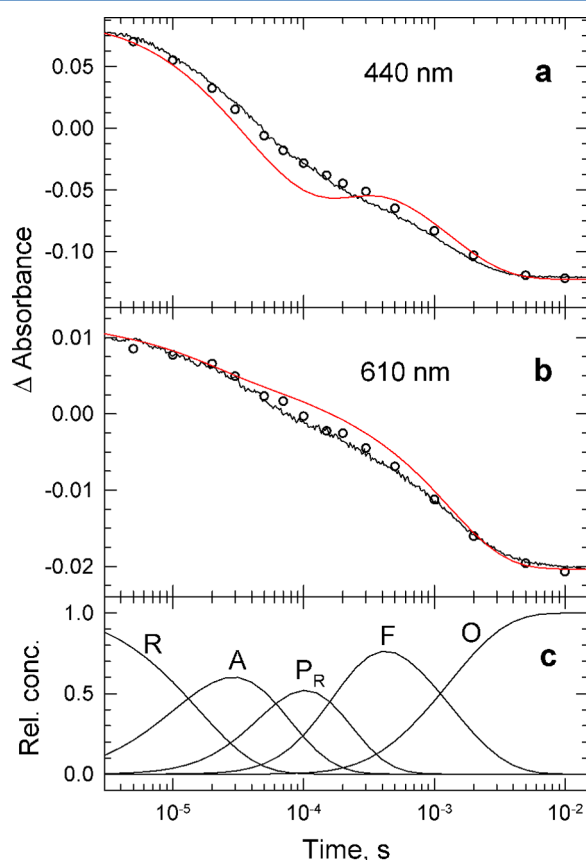 440 nm a
0.05
0.00
-0.05
-0.10
Δ Absorbance
610 nm b
0.01
0.00
-0.01
-0.02
Rel. conc.
1.0
0.5
0.0
R A P_R F O c
10⁻⁵ 10⁻⁴ 10⁻³ 10⁻²
Time, s